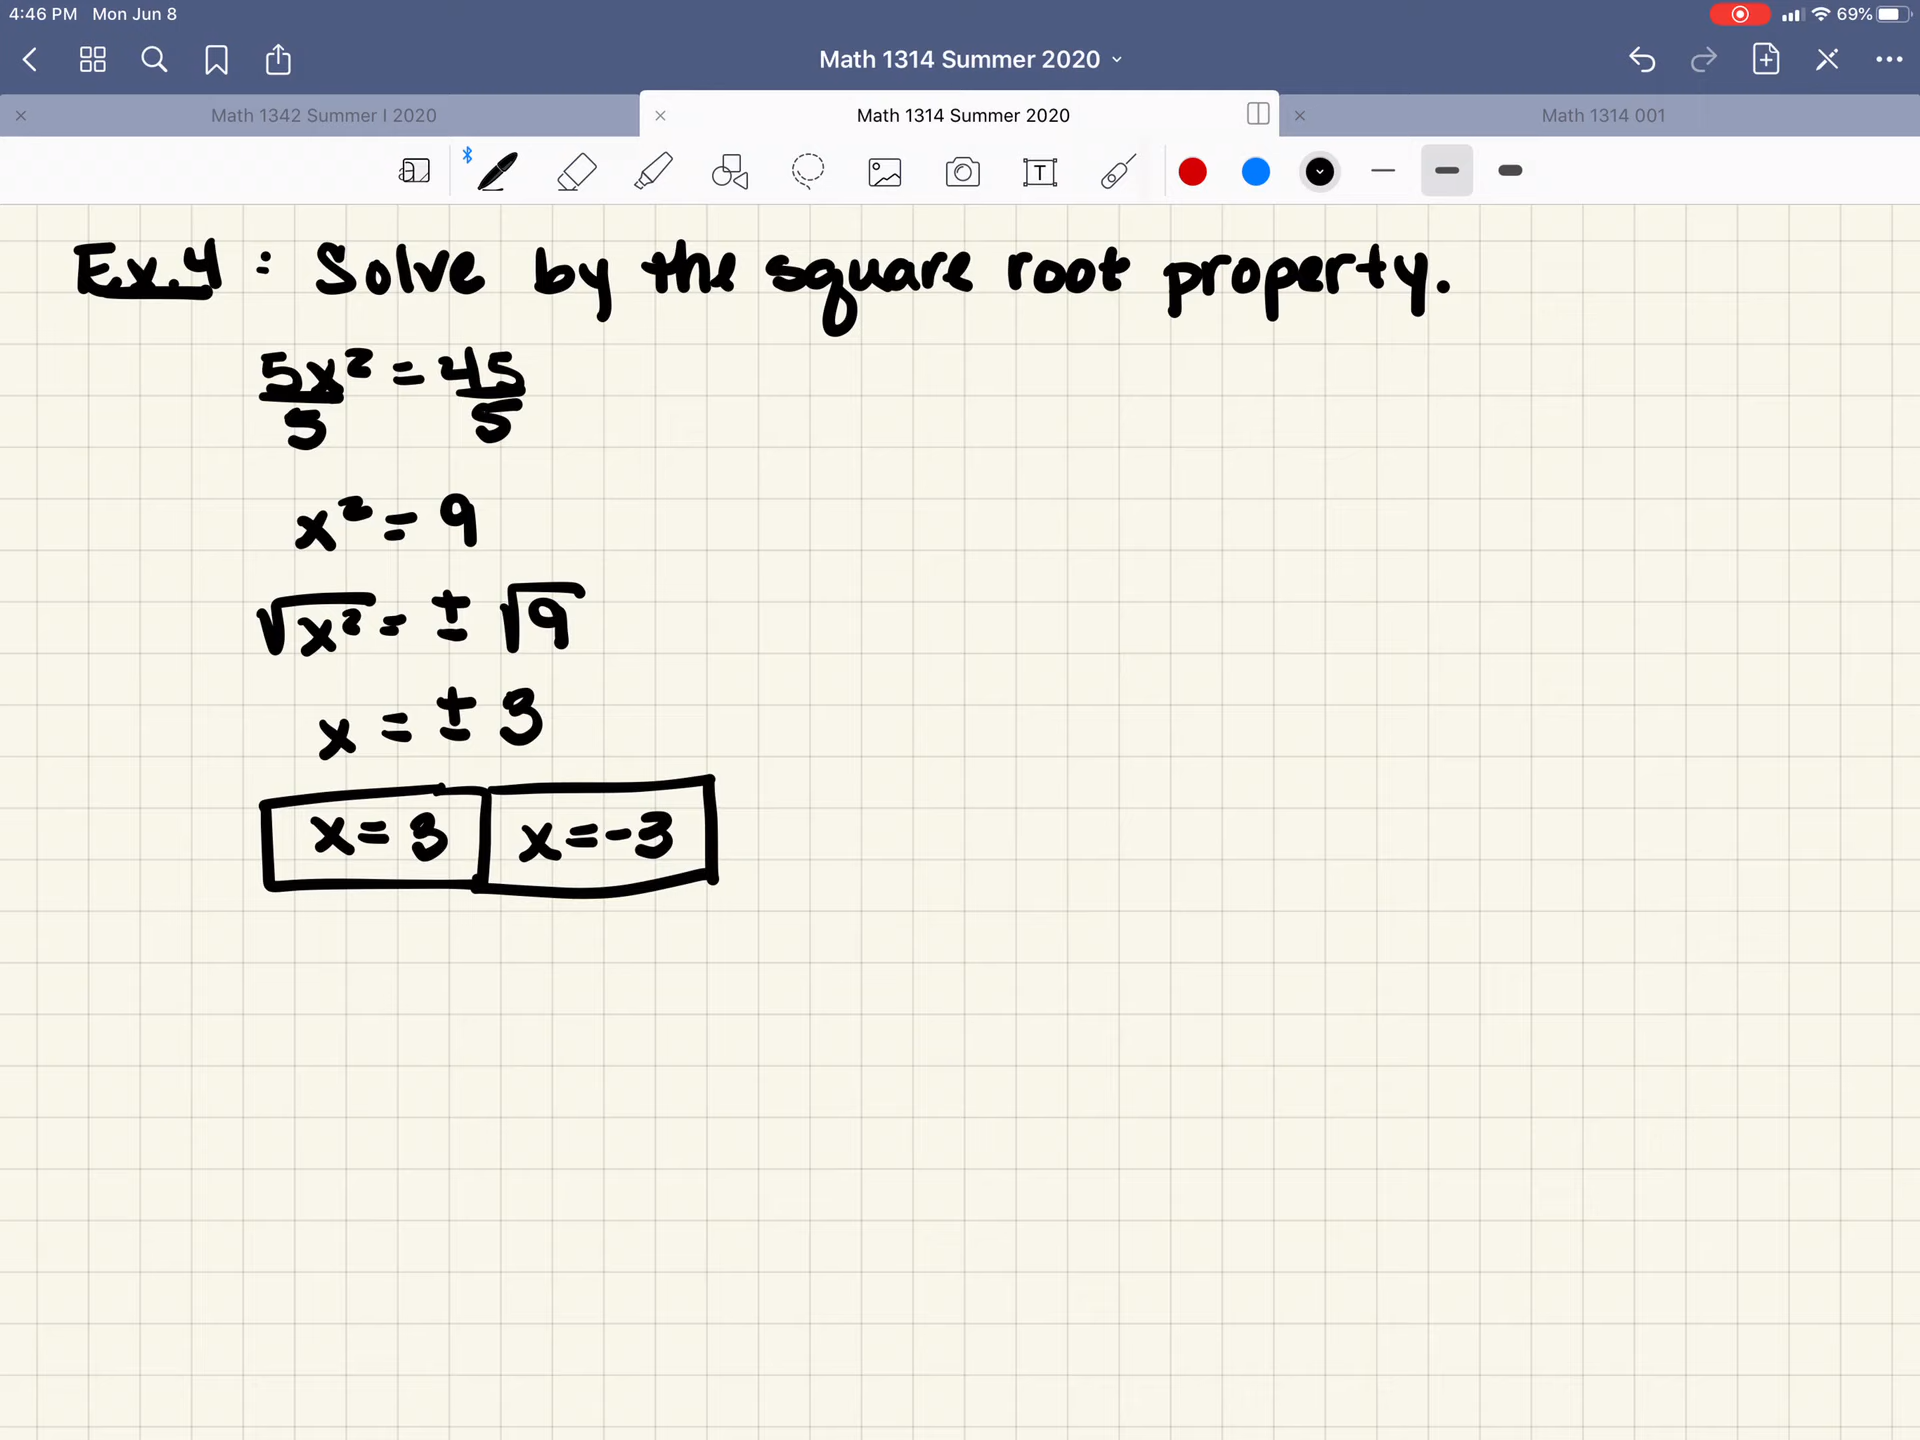 4:46 PM Mon Jun 8
69%
Math 1314 Summer 2020
Math 1342 Summer I 2020
Math 1314 Summer 2020
Math 1314 001
Ex.4 : Solve by the square root property.
5x² = 45
5 5
x² = 9
√x² = ± √9
x = ± 3
x = 3 x = -3